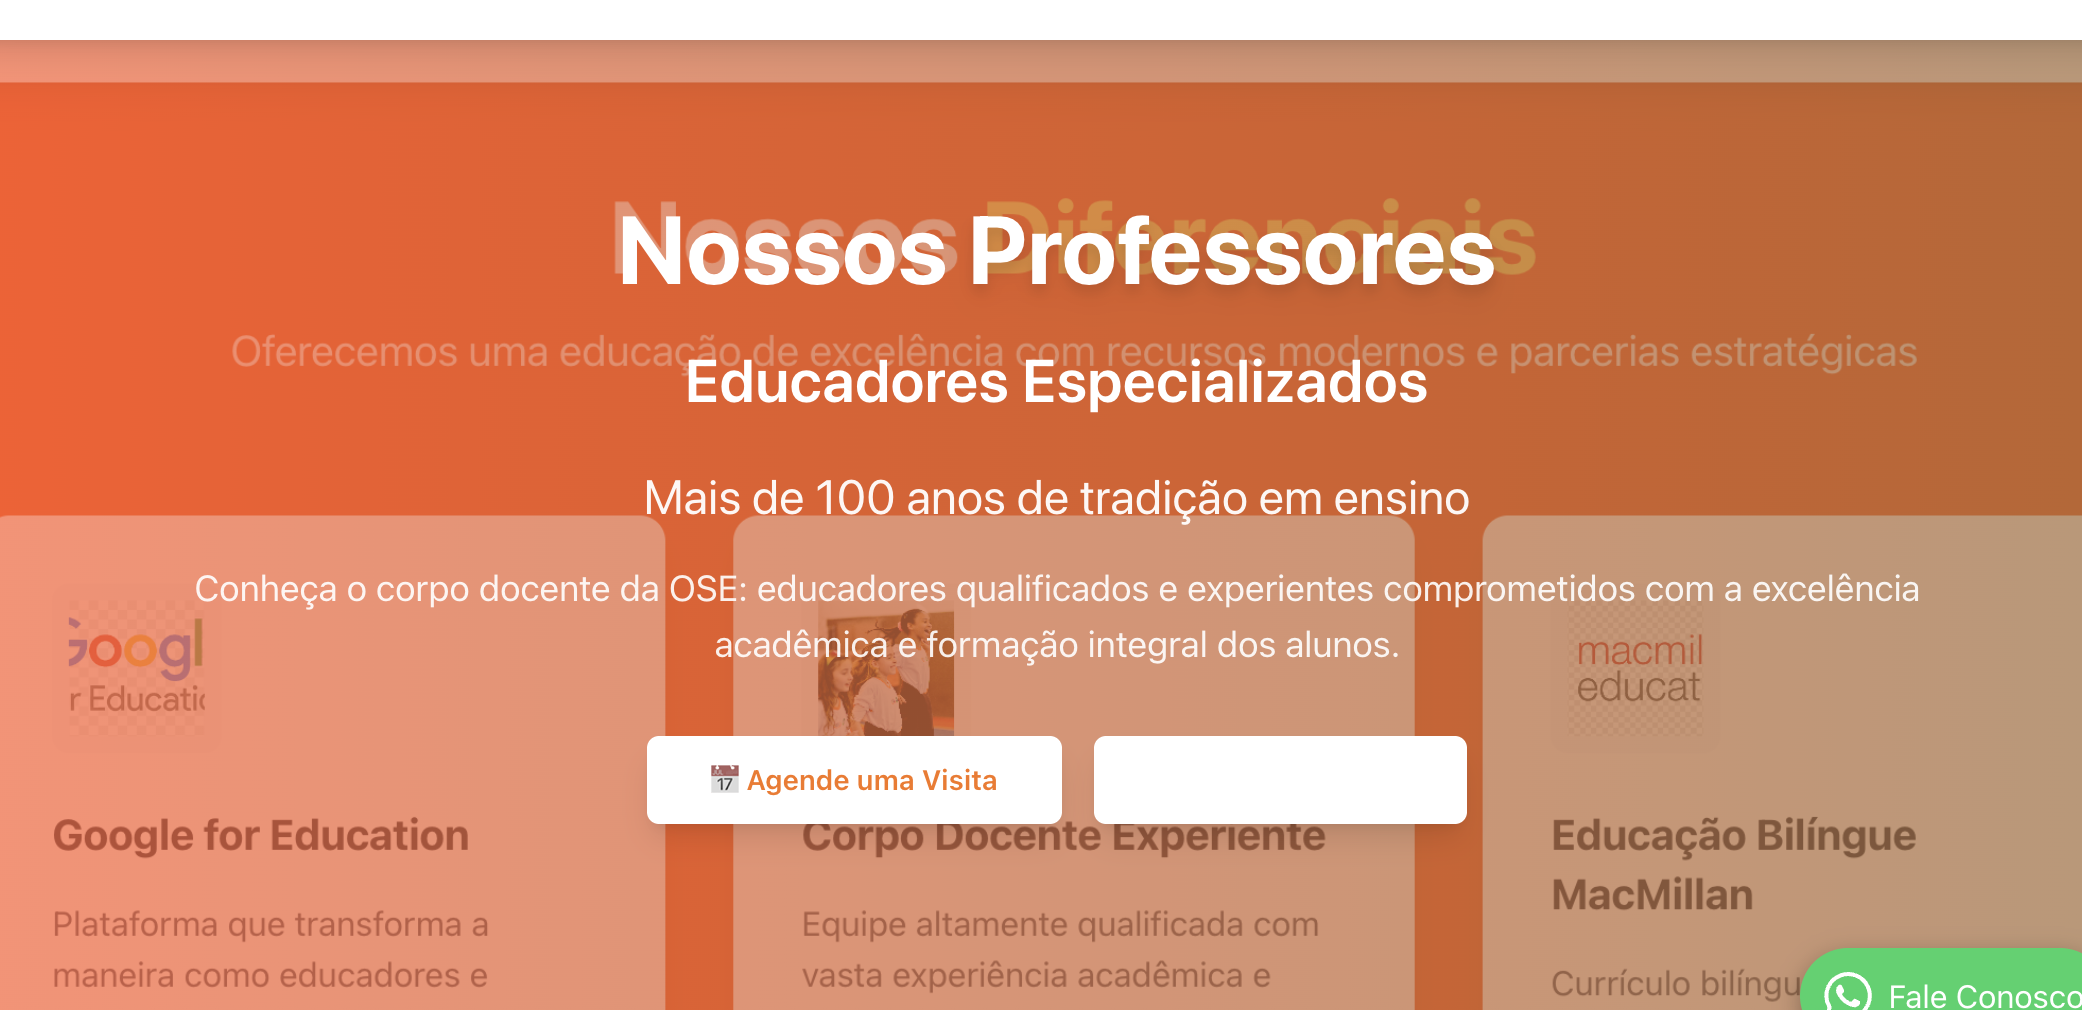 Nossos Diferenciais
Nossos Professores
Oferecemos uma educação de excelência com recursos modernos e parcerias estratégicas
Educadores Especializados
Mais de 100 anos de tradição em ensino
Conheça o corpo docente da OSE: educadores qualificados e experientes comprometidos com a excelência
acadêmica e formação integral dos alunos.
Googl
r Educatio
macmil
educat
JUL
17 Agende uma Visita
Google for Education
Corpo Docente Experiente
Educação Bilíngue
MacMillan
Plataforma que transforma a
maneira como educadores e
Equipe altamente qualificada com
vasta experiência acadêmica e
Currículo bilíngu
Fale Conosco